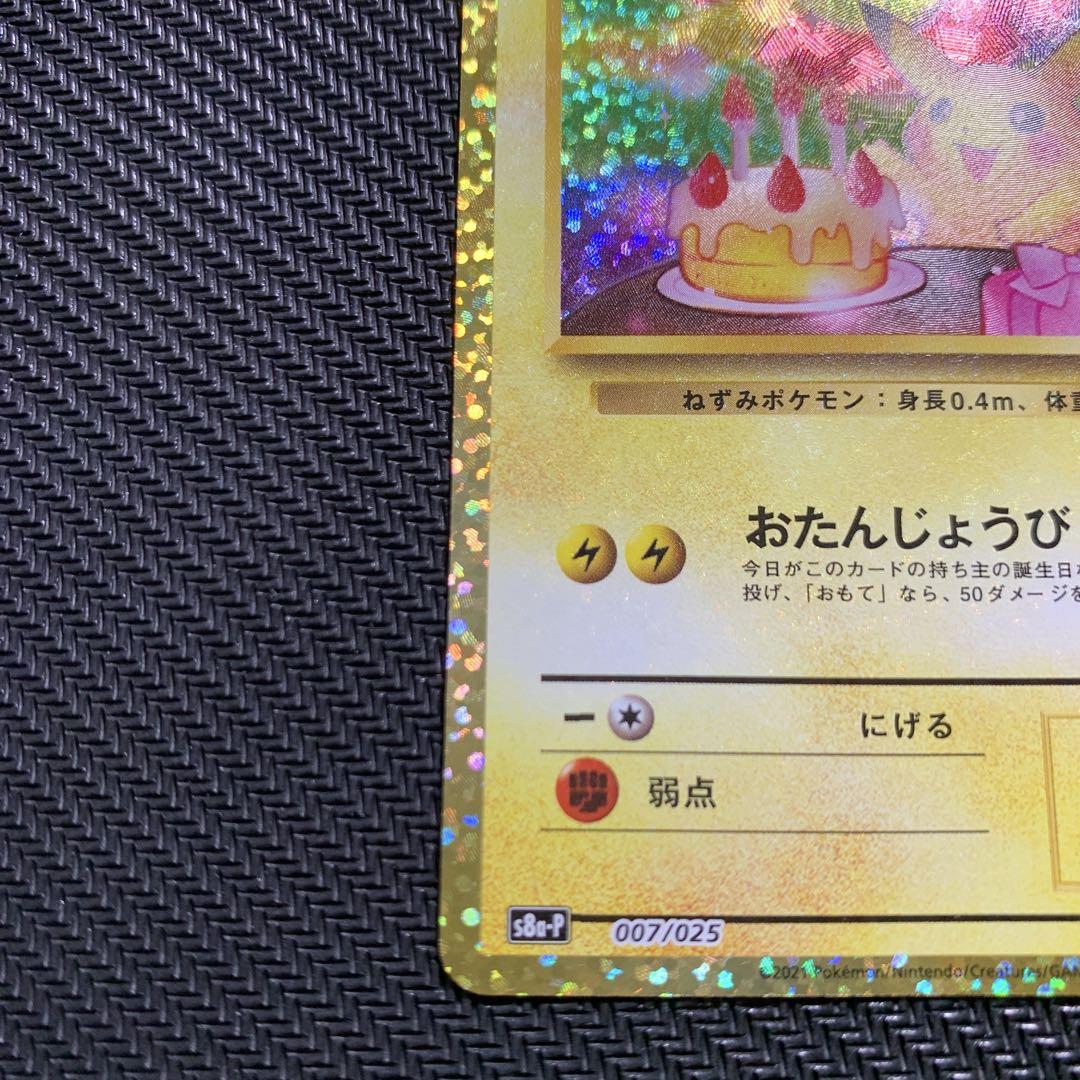 ねずみポケモン：身長0.4m、体重
おたんじょうび
今日がこのカードの持ち主の誕生日な
投げ、「おもて」なら、50ダメージを
にげる
弱点
s8a-P 007/025
©2021 Pokémon/Nintendo/Creatures/GAM